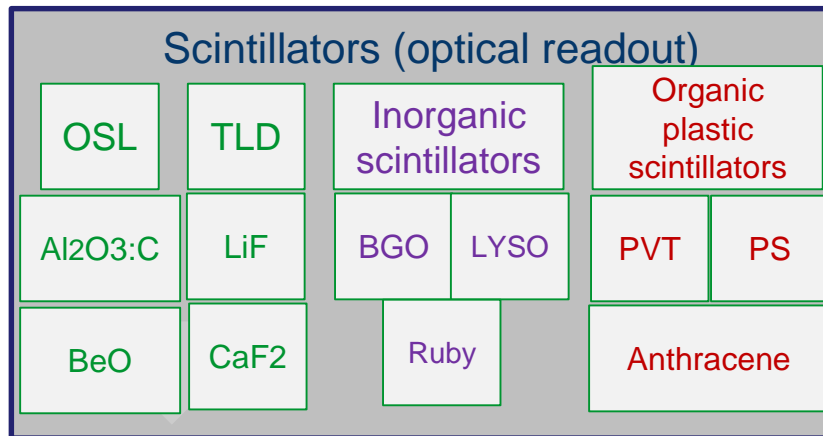 Scintillators (optical readout)
OSL
TLD
Inorganic
scintillators
Organic
plastic
scintillators
Al2O3:C
LiF
BGO
LYSO
PVT
PS
BeO
CaF2
Ruby
Anthracene